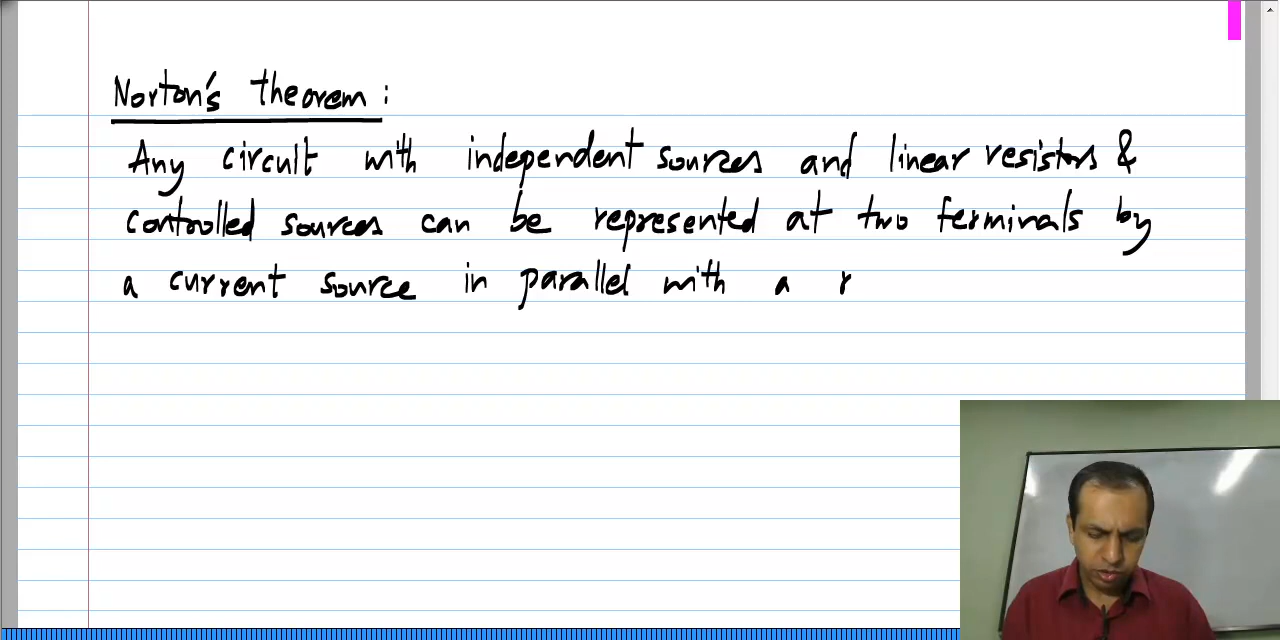 Norton's theorem :
Any circuit with independent sources and linear resistors &
controlled sources can be represented at two terminals by
a current source in parallel with a r